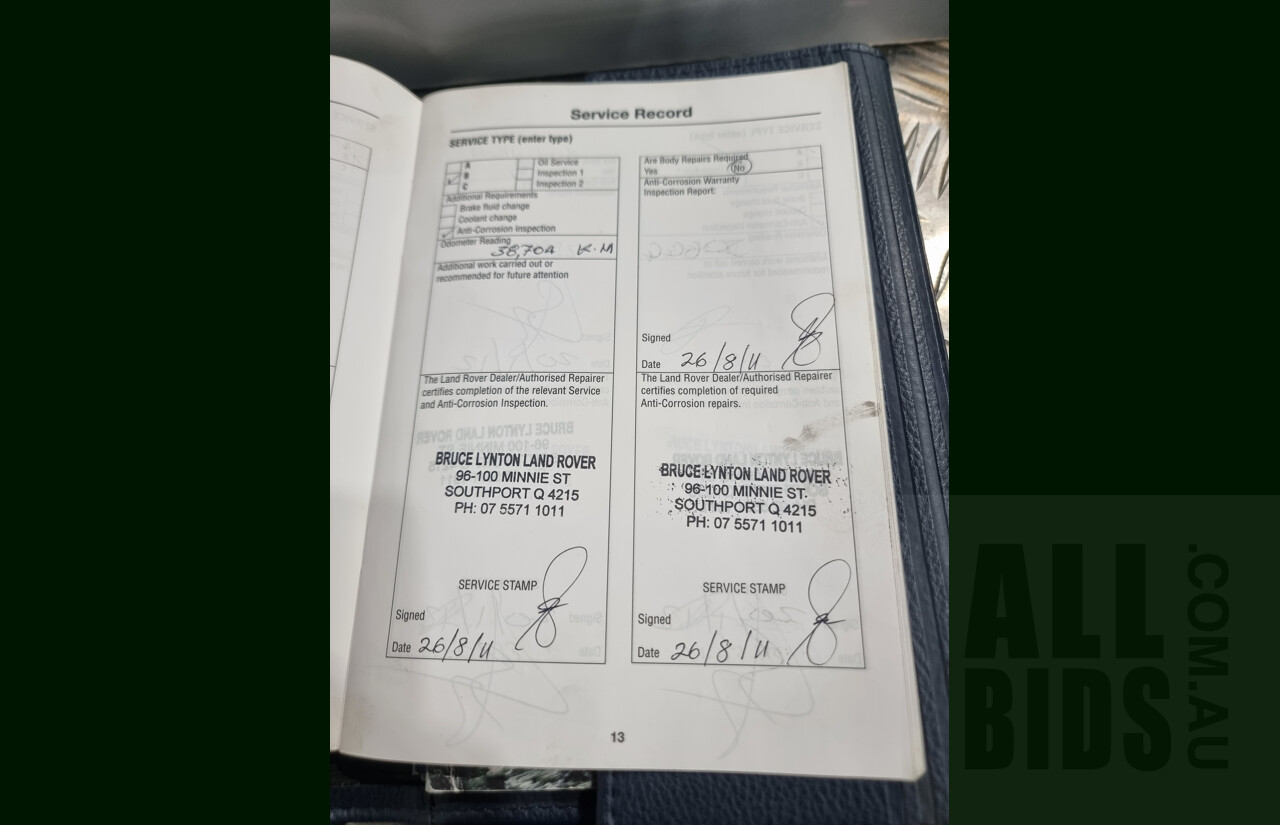 Service Record
SERVICE TYPE (enter type)
A
B
C
Oil Service
Inspection 1
Inspection 2
Additional Requirements
Brake fluid change
Coolant change
Anti-Corrosion Inspection
Odometer Reading
38,704 K.M
Additional work carried out or
recommended for future attention
The Land Rover Dealer/Authorised Repairer
certifies completion of the relevant Service
and Anti-Corrosion Inspection.
BRUCE LYNTON LAND ROVER
96-100 MINNIE ST
SOUTHPORT Q 4215
PH: 07 5571 1011
SERVICE STAMP
Signed
Date 26/8/11
Are Body Repairs Required
Yes No
Anti-Corrosion Warranty
Inspection Report:
Signed
Date 26/8/11
The Land Rover Dealer/Authorised Repairer
certifies completion of required
Anti-Corrosion repairs.
BRUCE LYNTON LAND ROVER
96-100 MINNIE ST.
SOUTHPORT Q 4215
PH: 07 5571 1011
SERVICE STAMP
Signed
Date 26/8/11
13
ALL
BIDS
.COM.AU